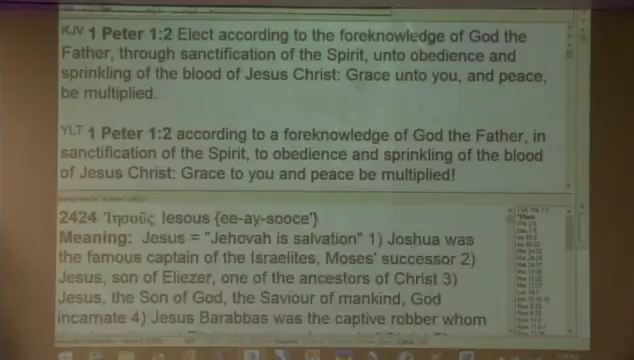 KJV 1 Peter 1:2 Elect according to the foreknowledge of God the
Father, through sanctification of the Spirit, unto obedience and
sprinkling of the blood of Jesus Christ: Grace unto you, and peace,
be multiplied.
YLT 1 Peter 1:2 according to a foreknowledge of God the Father, in
sanctification of the Spirit, to obedience and sprinkling of the blood
of Jesus Christ: Grace to you and peace be multiplied!
2424 Ἰησοῦς Iesous {ee-ay-sooce'}
Meaning: Jesus = "Jehovah is salvation" 1) Joshua was
the famous captain of the Israelites, Moses' successor 2)
Jesus, son of Eliezer, one of the ancestors of Christ 3)
Jesus, the Son of God, the Saviour of mankind, God
incarnate 4) Jesus Barabbas was the captive robber whom